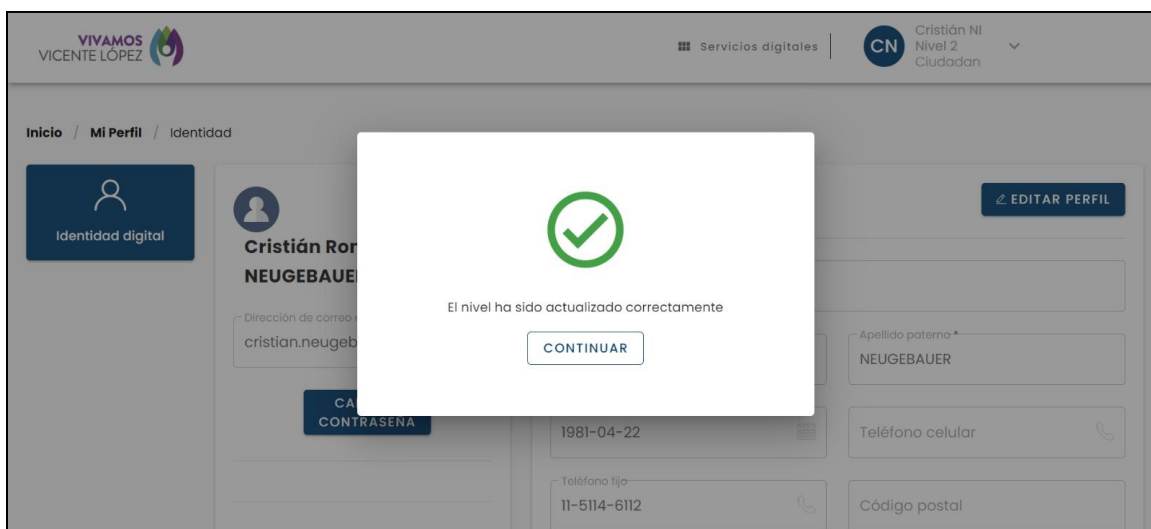 VIVAMOS
VICENTE LÓPEZ
Servicios digitales
CN
Cristián NE
Nivel 2
Ciudadan
Inicio / Mi Perfil / Identidad
Identidad digital
Cristián Ror
NEUGEBAUE
Dirección de correo
cristian.neugeb
CA
CONTRASEÑA
El nivel ha sido actualizado correctamente
CONTINUAR
EDITAR PERFIL
Apellido paterno *
NEUGEBAUER
1981-04-22
Teléfono celular
Teléfono fijo
11-5114-6112
Código postal